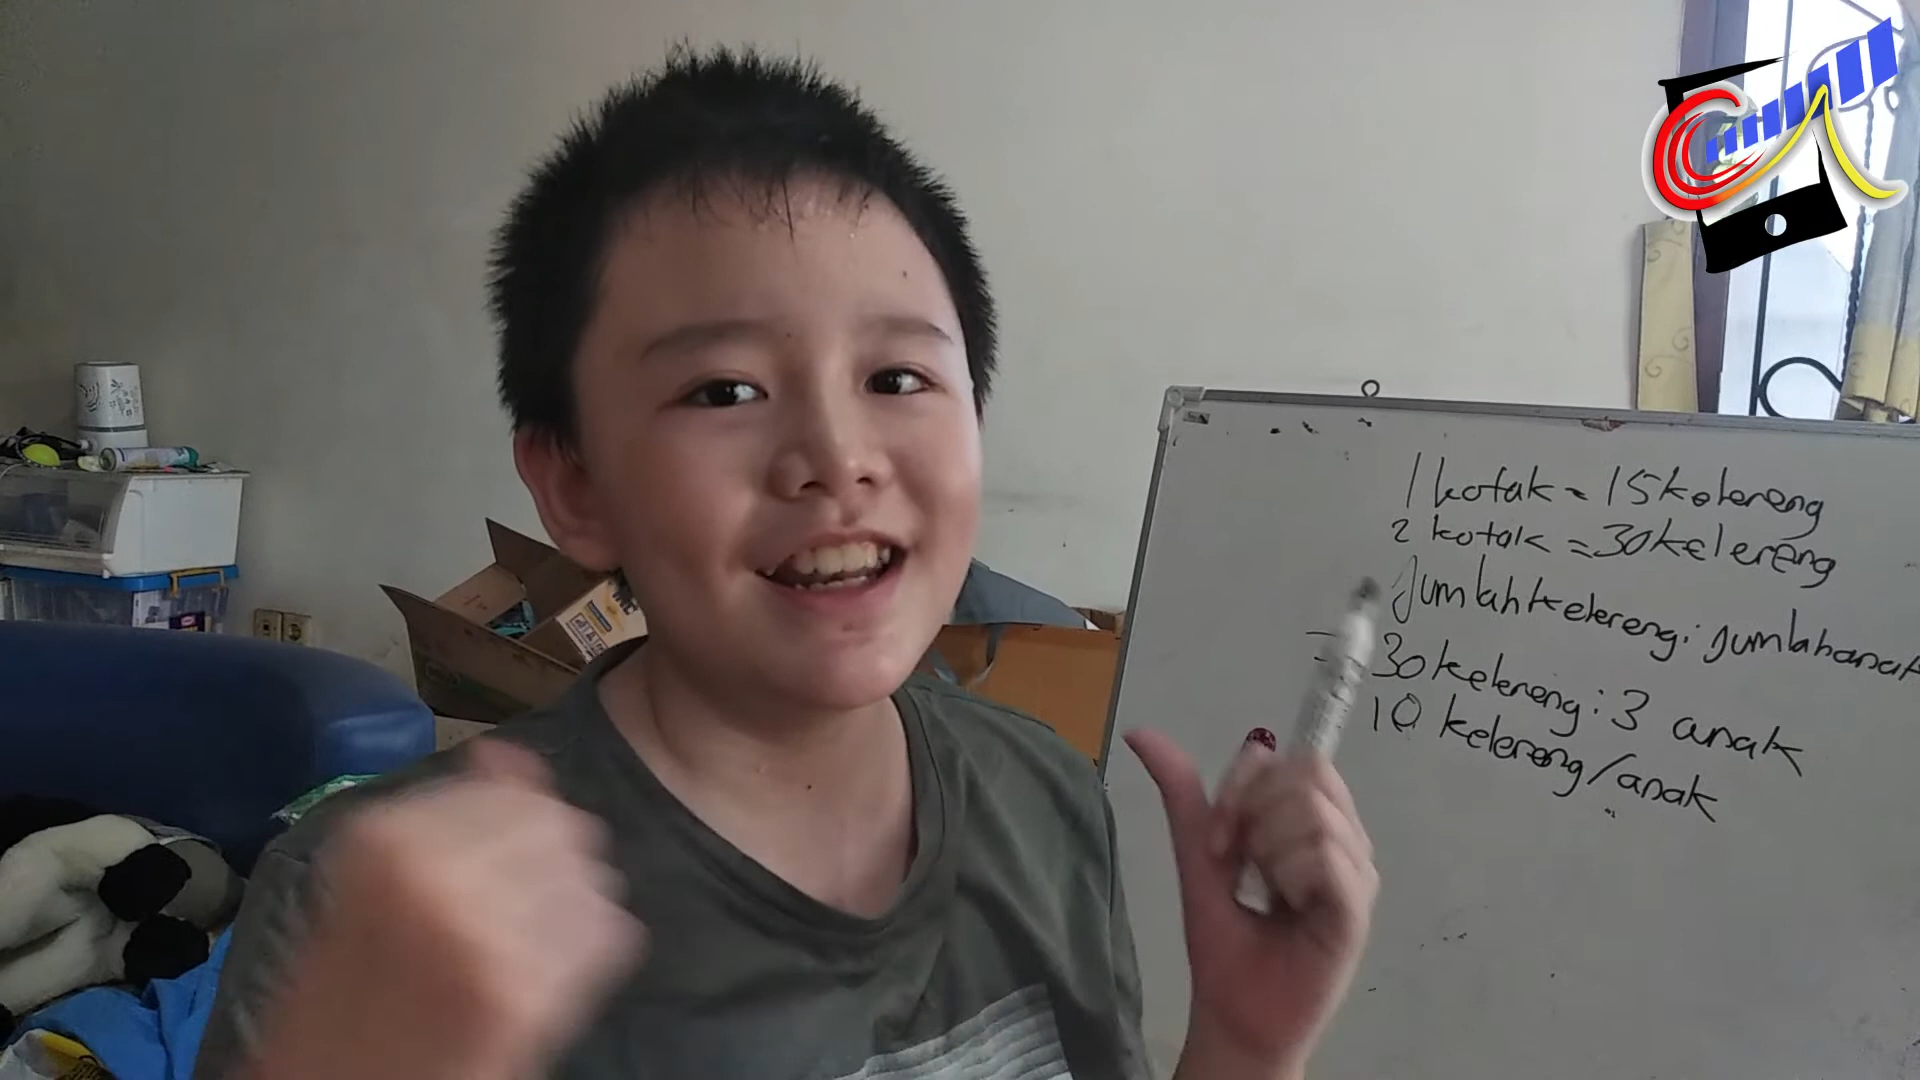 1 kotak = 15 kelereng
2 kotak = 30 kelereng
Jumlah kelereng : Jumlah anak
= 30 kelereng : 3 anak
10 kelereng / anak